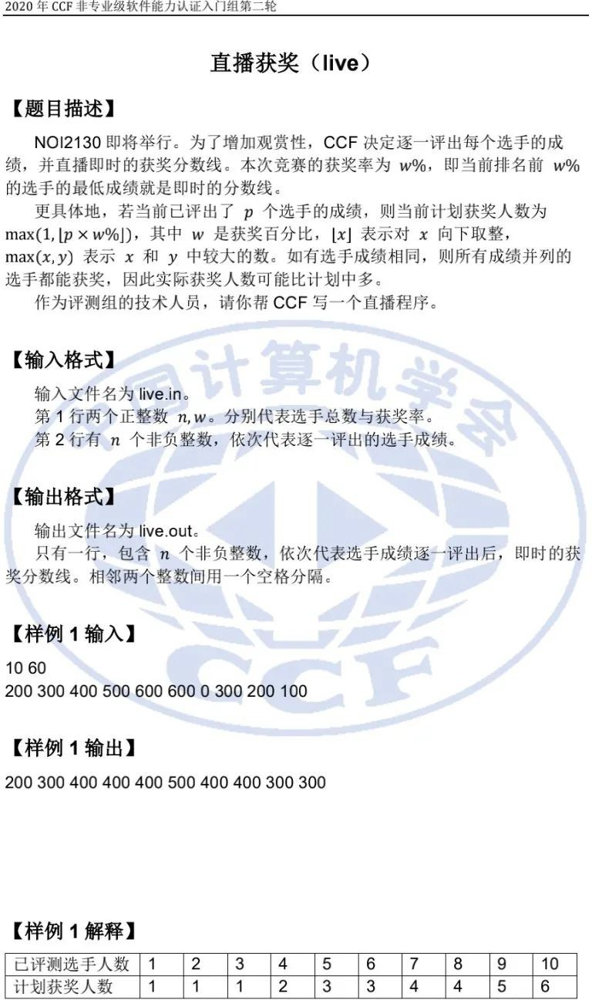 2020 年 CCF 非专业级软件能力认证入门组第二轮
直播获奖（live）
【题目描述】
NOI2130 即将举行。为了增加观赏性，CCF 决定逐一评出每个选手的成
绩，并直播即时的获奖分数线。本次竞赛的获奖率为 w%，即当前排名前 w%
的选手的最低成绩就是即时的分数线。
更具体地，若当前已评出了 p 个选手的成绩，则当前计划获奖人数为
max(1, ⌊p × w%⌋)，其中 w 是获奖百分比，⌊x⌋ 表示对 x 向下取整，
max(x, y) 表示 x 和 y 中较大的数。如有选手成绩相同，则所有成绩并列的
选手都能获奖，因此实际获奖人数可能比计划中多。
作为评测组的技术人员，请你帮 CCF 写一个直播程序。
【输入格式】
输入文件名为 live.in。
第 1 行两个正整数 n, w。分别代表选手总数与获奖率。
第 2 行有 n 个非负整数，依次代表逐一评出的选手成绩。
【输出格式】
输出文件名为 live.out。
只有一行，包含 n 个非负整数，依次代表选手成绩逐一评出后，即时的获
奖分数线。相邻两个整数间用一个空格分隔。
【样例 1 输入】
10 60
200 300 400 500 600 600 0 300 200 100
【样例 1 输出】
200 300 400 400 400 500 400 400 300 300
【样例 1 解释】
已评测选手人数 1 2 3 4 5 6 7 8 9 10
计划获奖人数 1 1 1 2 3 3 4 4 5 6
中国计算机学会
CCF